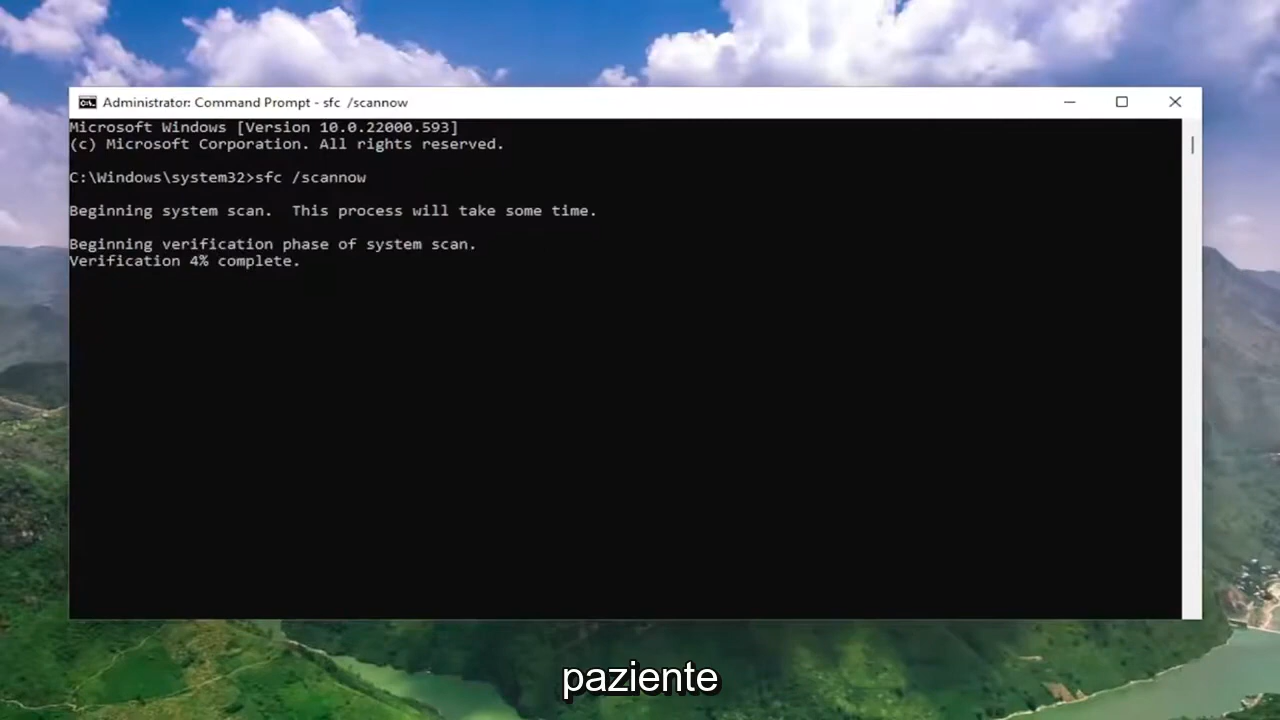 Administrator: Command Prompt - sfc  /scannow
Microsoft Windows [Version 10.0.22000.593]
(c) Microsoft Corporation. All rights reserved.
C:\Windows\system32>sfc /scannow
Beginning system scan.  This process will take some time.
Beginning verification phase of system scan.
Verification 4% complete.
paziente